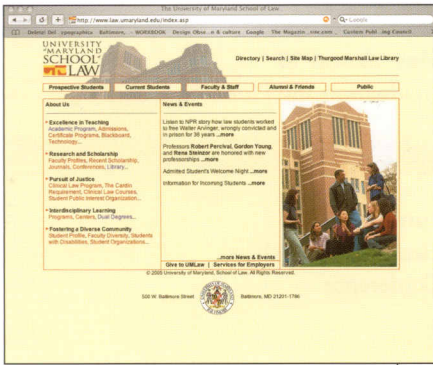 The University of Maryland School of Law
http://www.law.umaryland.edu/index.asp
Google
UNIVERSITY
of MARYLAND
SCHOOL of
LAW
Directory | Search | Site Map | Thurgood Marshall Law Library
Prospective Students
Current Students
Faculty & Staff
Alumni & Friends
Public
About Us
Excellence in Teaching
Academic Program, Admissions,
Certificate Programs, Blackboard,
Technology...
Research and Scholarship
Faculty Profiles, Recent Scholarship,
Journals, Conferences, Library...
Pursuit of Justice
Clinical Law Program, The Cardin
Requirement, Clinical Law Courses,
Student Public Interest Organization...
Interdisciplinary Learning
Programs, Centers, Dual Degrees...
Fostering a Diverse Community
Student Profile, Faculty Diversity, Students
with Disabilities, Student Organizations...
News & Events
Listen to NPR story how law students worked
to free Walter Arvinger, wrongly convicted and
in prison for 36 years ...more
Professors Robert Percival, Gordon Young,
and Rena Steinzor are honored with new
professorships ...more
Admitted Student's Welcome Night ...more
Information for Incoming Students ...more
...more News & Events
Give to UMLaw | Services for Employers
University of Maryland, School of Law. All Rights Reserved.
500 W. Baltimore Street
Baltimore, MD 21201-1786